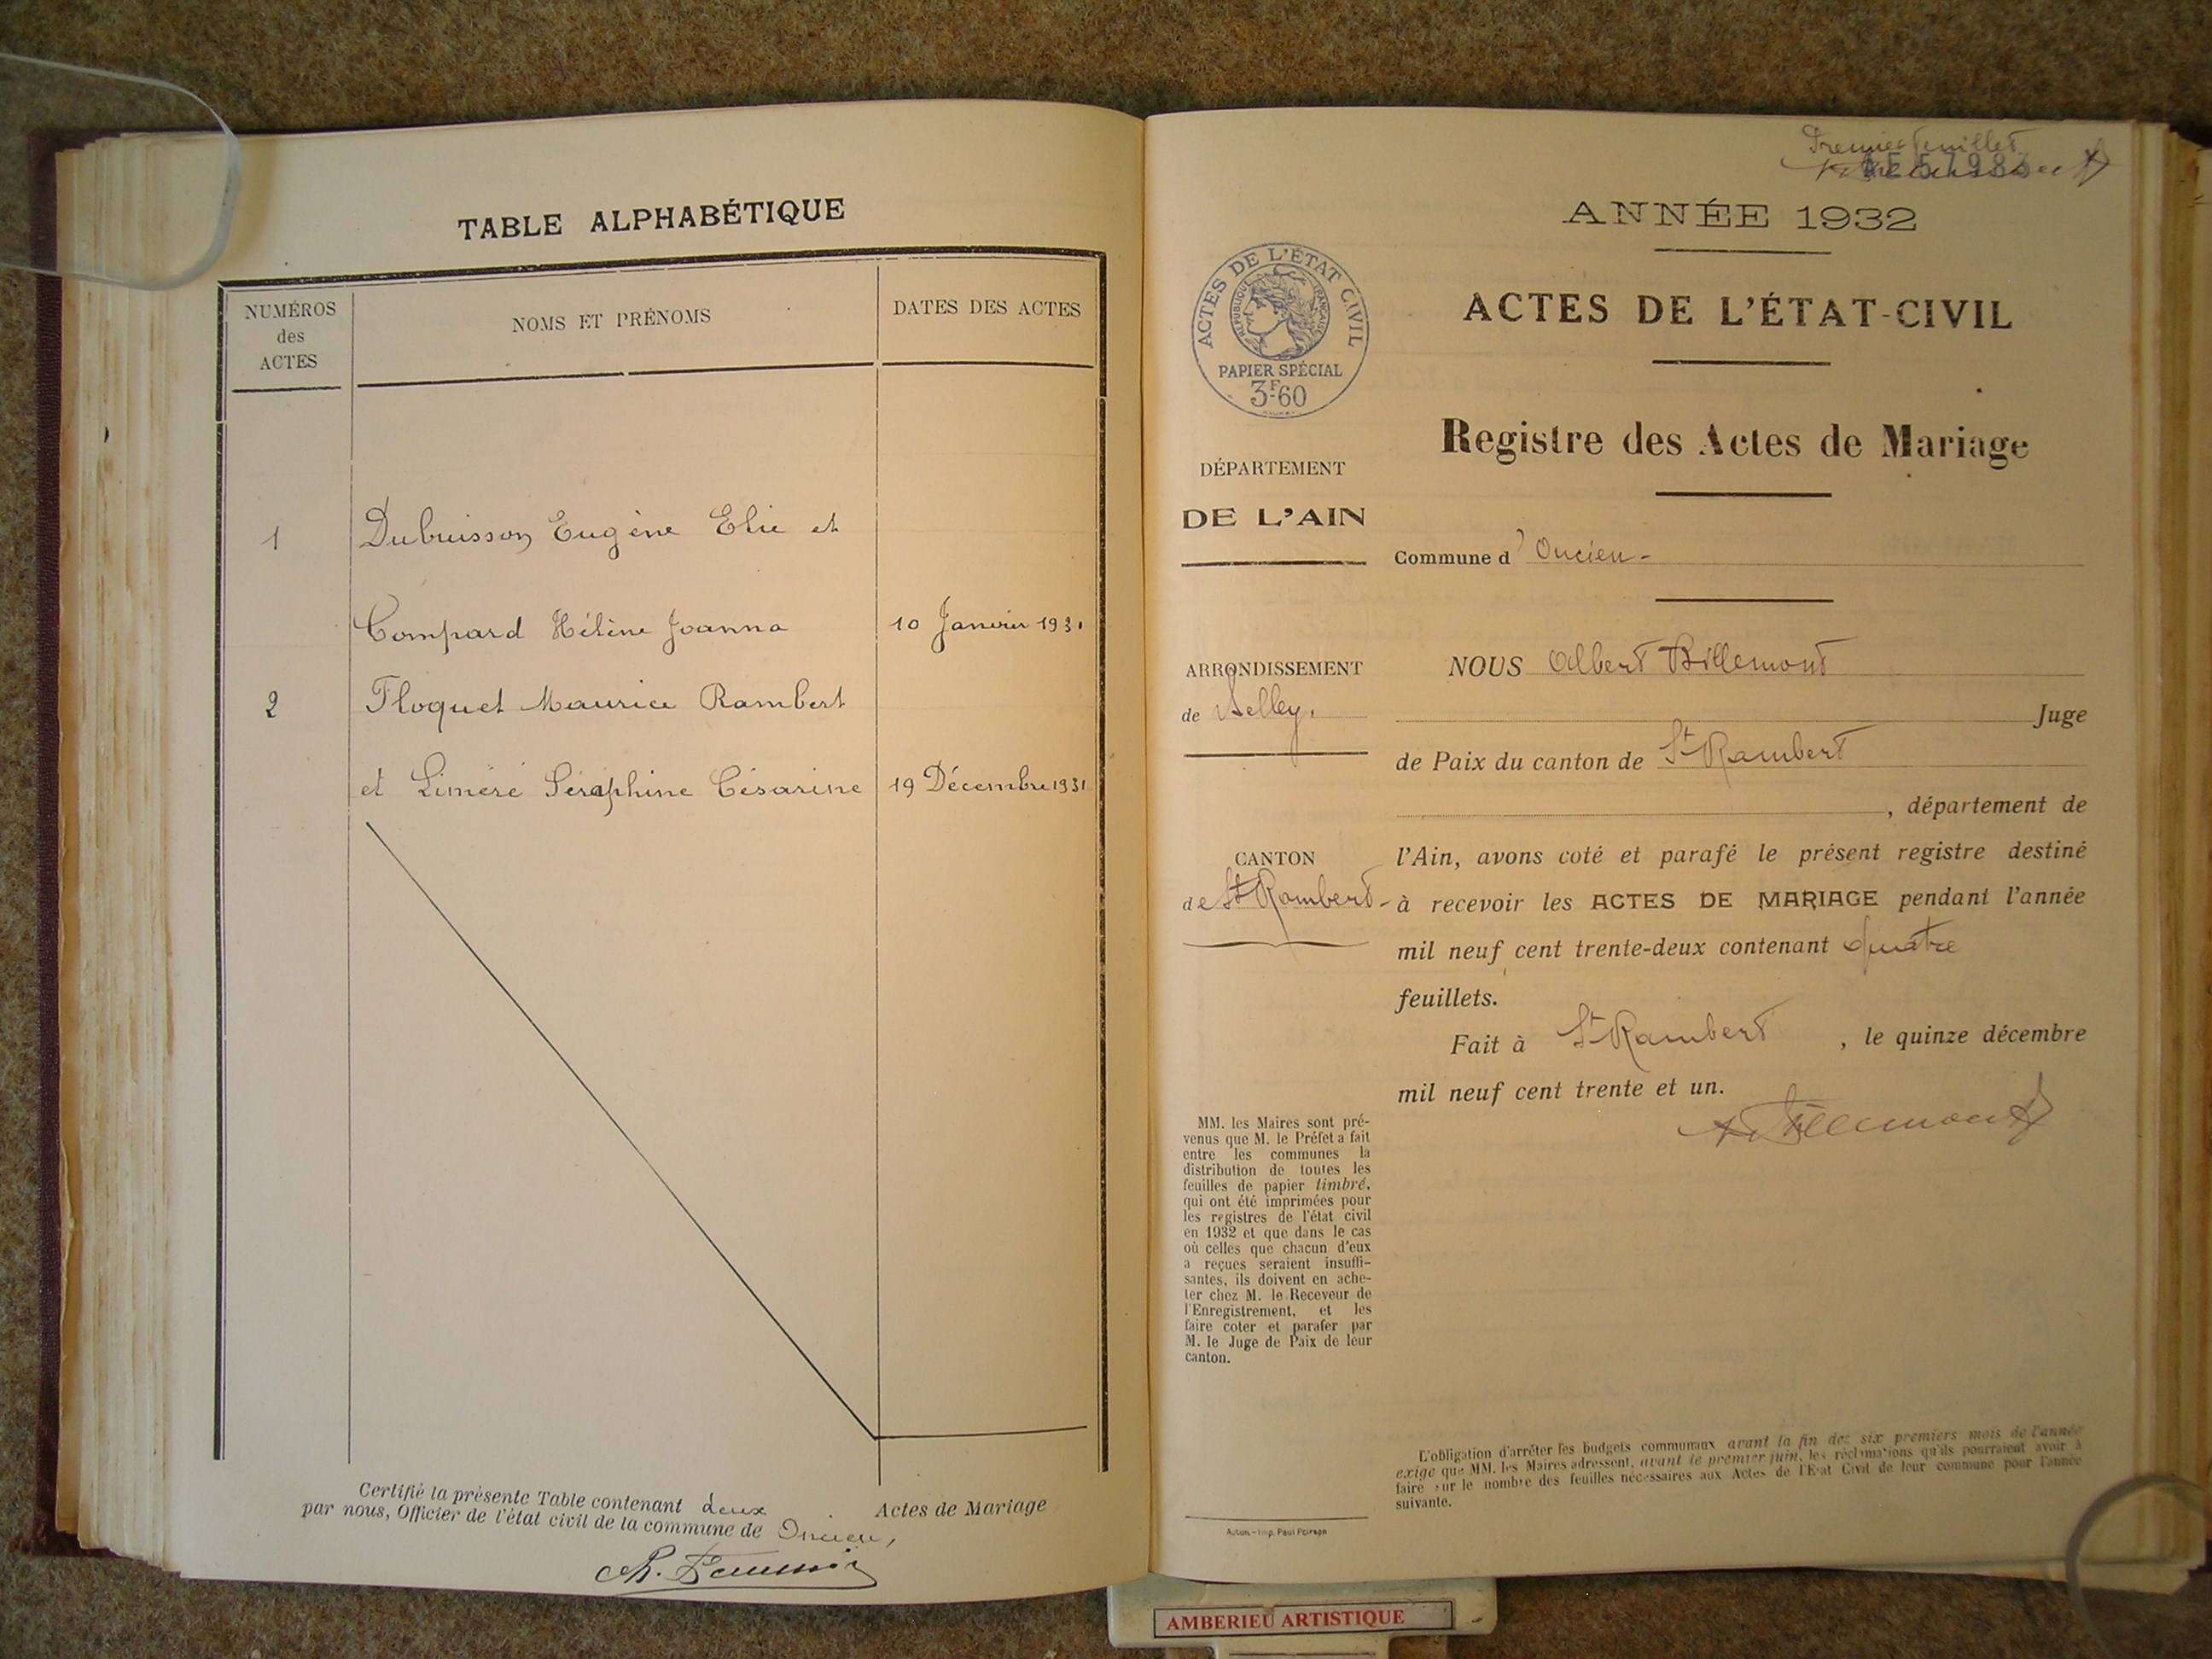 TABLE ALPHABÉTIQUE
NUMÉROS
des
ACTES
NOMS ET PRÉNOMS
DATES DES ACTES
1
Dubuisson Eugène Elie et
Compard Hélène Joanna
10 Janvier 1931
2
Floquet Maurice Rambert
et Liméré Séraphine Césarine
19 Décembre 1931
Certifié la présente Table contenant deux Actes de Mariage
par nous, Officier de l'état civil de la commune de Oncieu,
Premier feuillet
ANNÉE 1932
ACTES DE L'ÉTAT-CIVIL
Registre des Actes de Mariage
ACTES DE L'ÉTAT CIVIL
RÉPUBLIQUE FRANÇAISE
PAPIER SPÉCIAL
3F60
DÉPARTEMENT
DE L'AIN
ARRONDISSEMENT
de Belley.
CANTON
de St Rambert-
MM. les Maires sont pré-
venus que M. le Préfet a fait
entre les communes la
distribution de toutes les
feuilles de papier timbré,
qui ont été imprimées pour
les registres de l'état civil
en 1932 et que dans le cas
où celles que chacun d'eux
a reçues seraient insuffi-
santes, ils doivent en ache-
ter chez M. le Receveur de
l'Enregistrement, et les
faire coter et parafer par
M. le Juge de Paix de leur
canton.
Commune d'Oncieu-
NOUS Albert Billemont
Juge
de Paix du canton de St Rambert
, département de
l'Ain, avons coté et parafé le présent registre destiné
à recevoir les ACTES DE MARIAGE pendant l'année
mil neuf cent trente-deux contenant quatre
feuillets.
Fait à St Rambert, le quinze décembre
mil neuf cent trente et un.
A. Billemont
L'obligation d'arrêter les budgets communaux avant la fin des six premiers mois de l'année
exige que MM. les Maires adressent, avant le premier juin, les réclamations qu'ils pourraient avoir à
faire sur le nombre des feuilles nécessaires aux Actes de l'Etat Civil de leur commune pour l'année
suivante.
Imp. Paul
AMBERIEU ARTISTIQUE